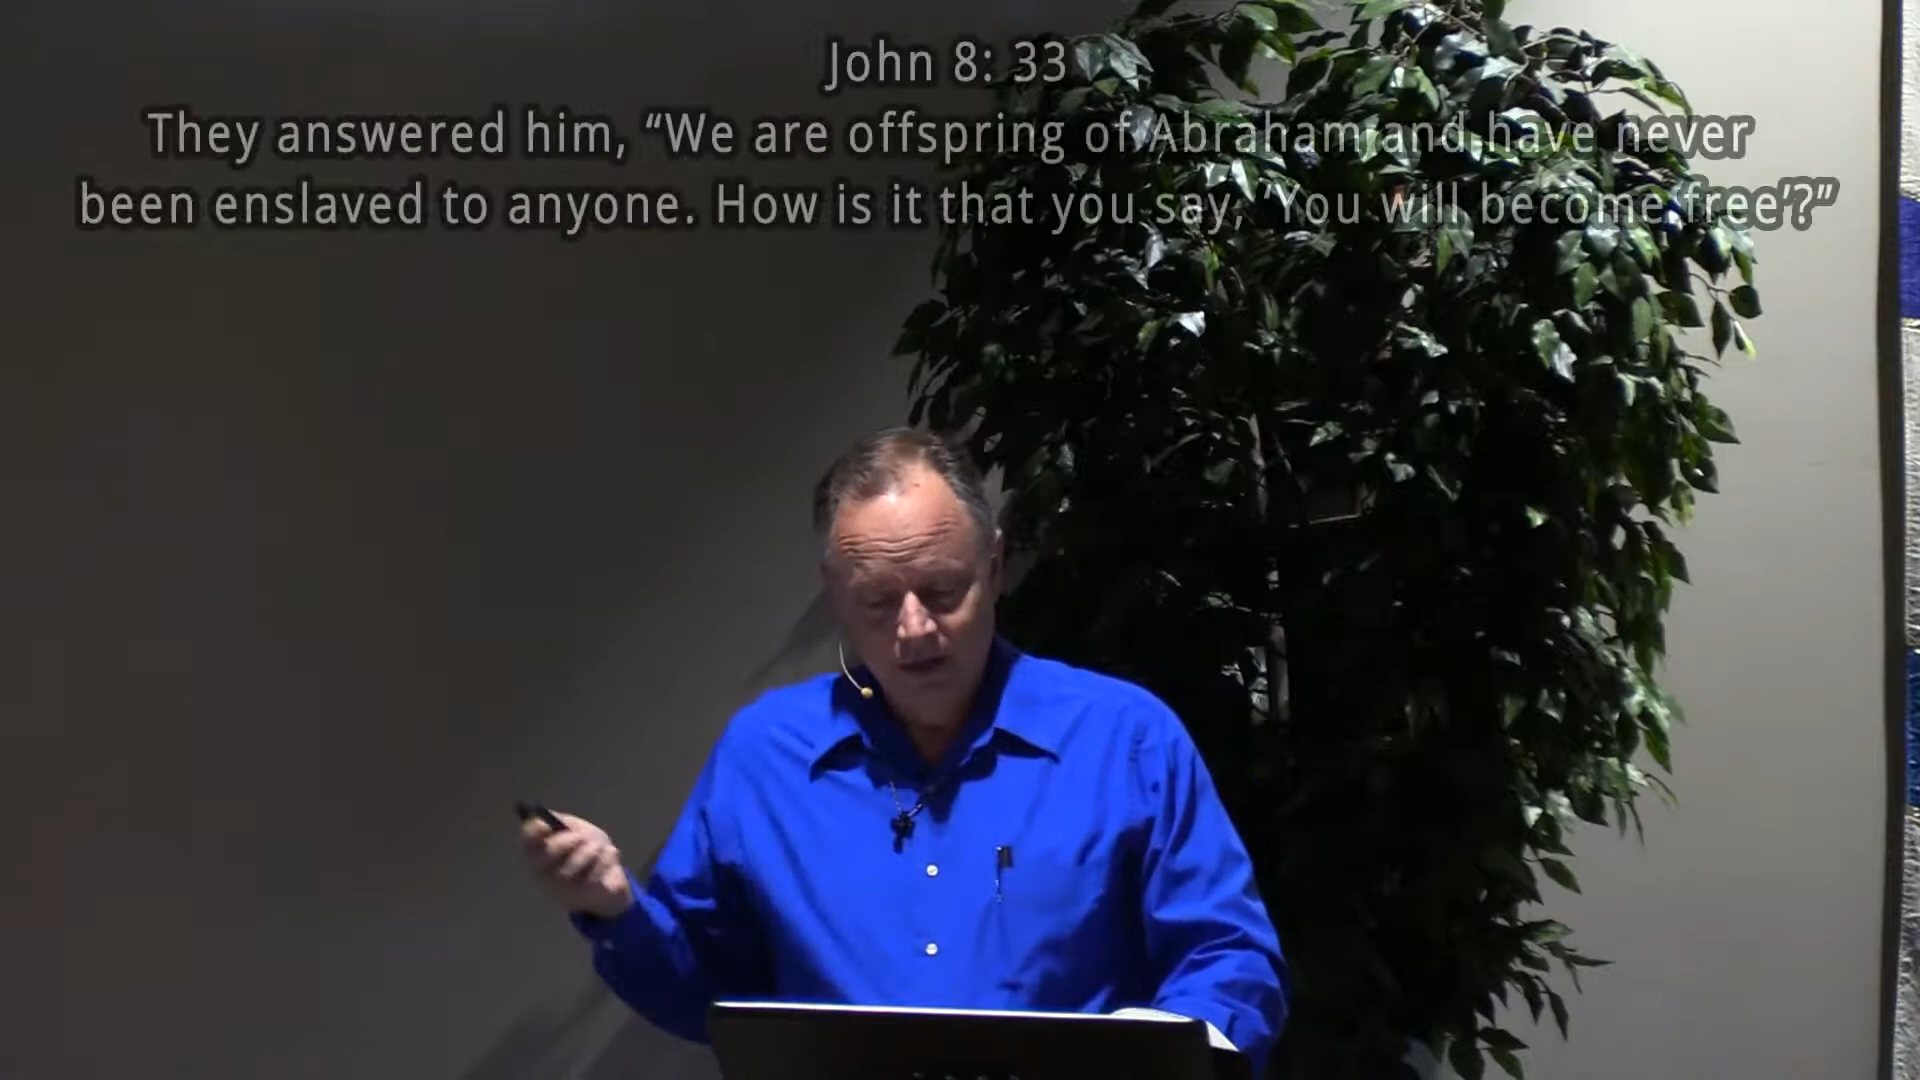 John 8: 33
They answered him, “We are offspring of Abraham and have never
been enslaved to anyone. How is it that you say, ‘You will become free’?”